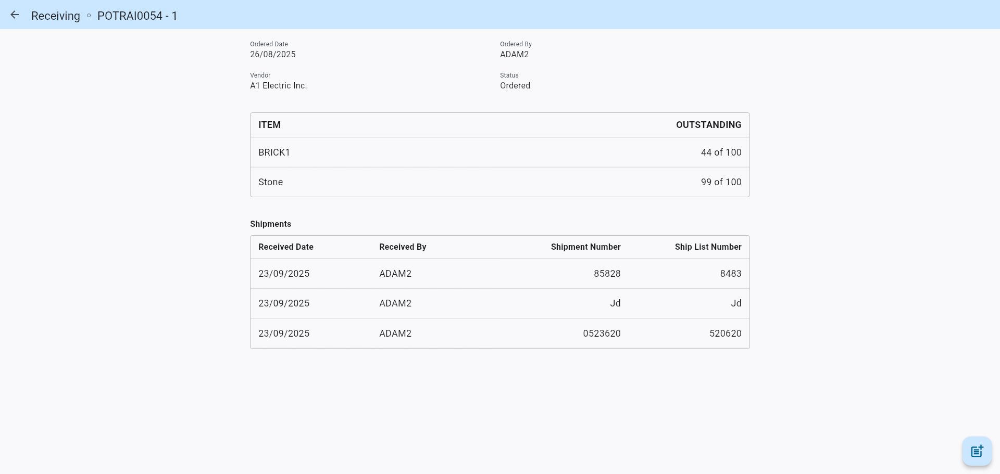 Receiving ○ POTRAI0054 - 1
Ordered Date
26/08/2025
Ordered By
ADAM2
Vendor
A1 Electric Inc.
Status
Ordered
ITEM OUTSTANDING
BRICK1 44 of 100
Stone 99 of 100
Shipments
Received Date Received By Shipment Number Ship List Number
23/09/2025 ADAM2 85828 8483
23/09/2025 ADAM2 Jd Jd
23/09/2025 ADAM2 0523620 520620